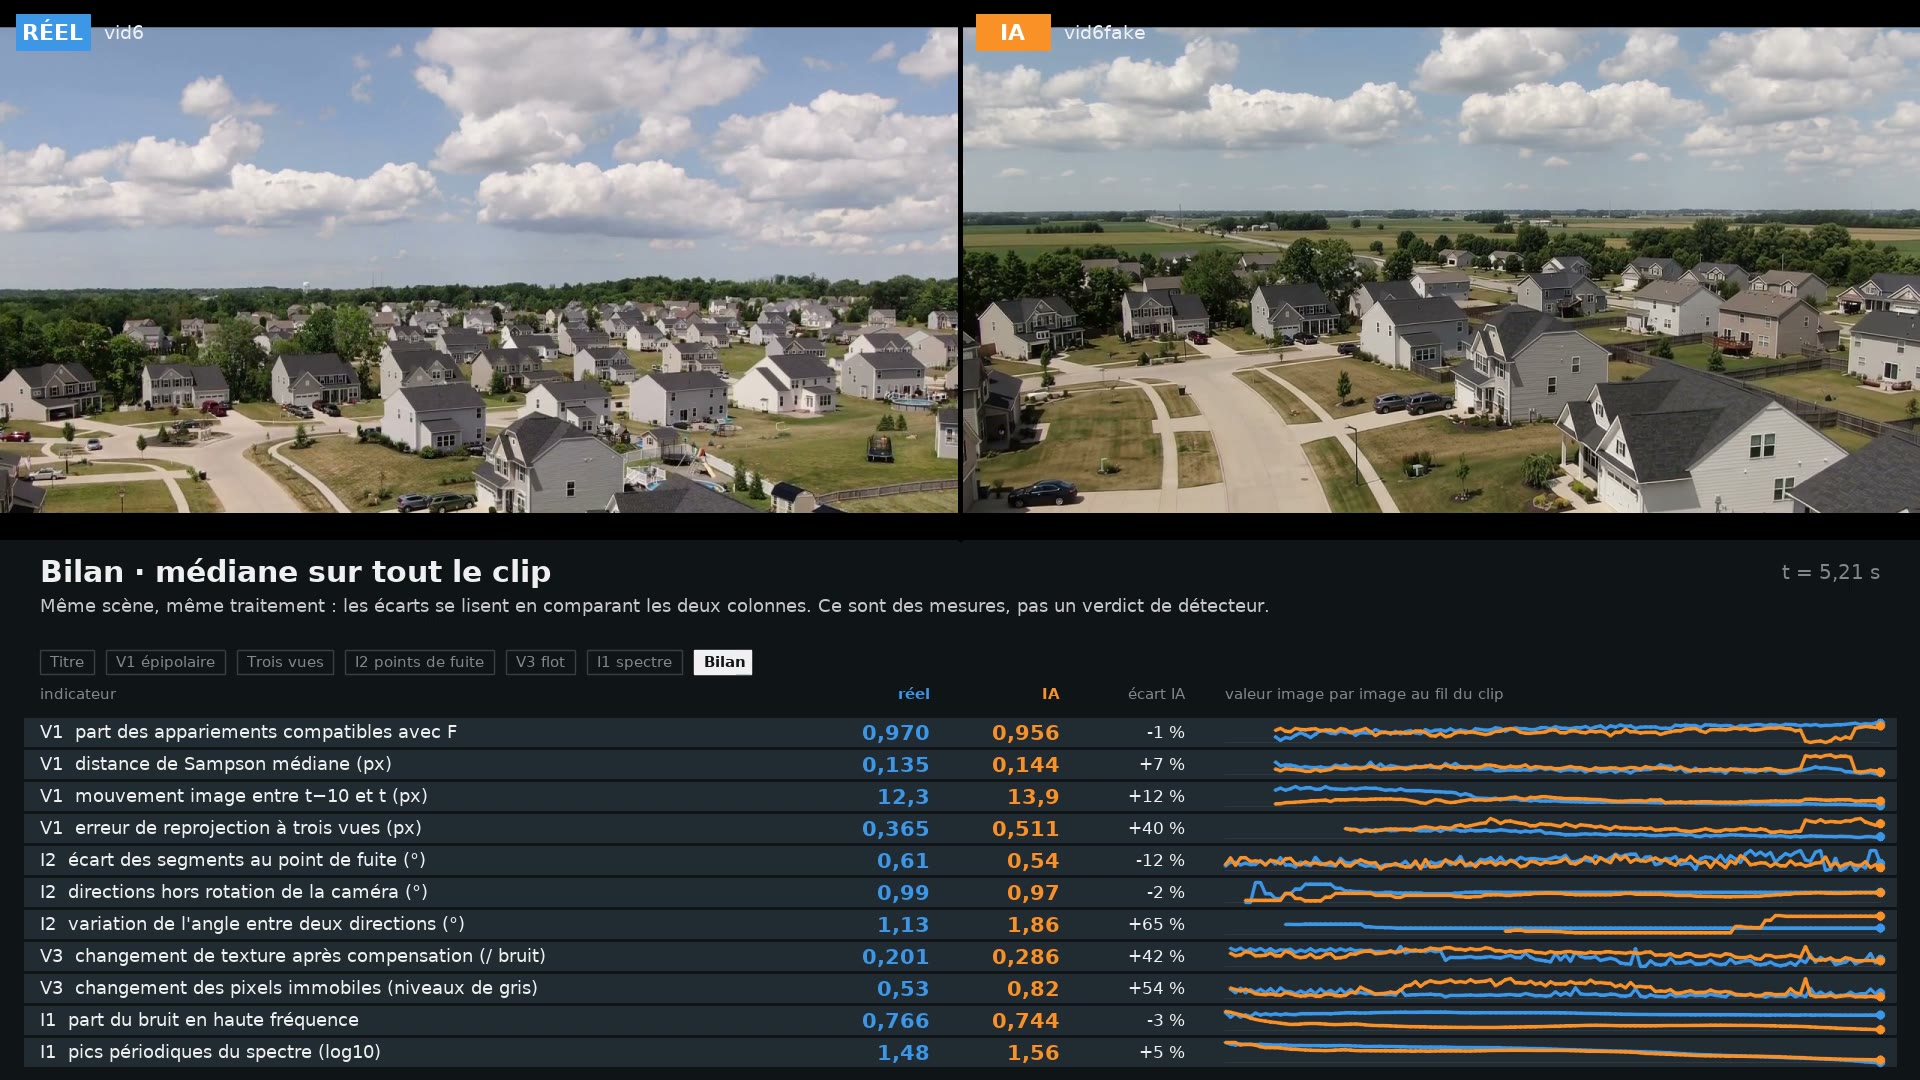 RÉEL vid6
IA vid6fake
Bilan · médiane sur tout le clip
t = 5,21 s
Même scène, même traitement : les écarts se lisent en comparant les deux colonnes. Ce sont des mesures, pas un verdict de détecteur.
Titre V1 épipolaire Trois vues I2 points de fuite V3 flot I1 spectre Bilan
indicateur réel IA écart IA valeur image par image au fil du clip
V1 part des appariements compatibles avec F 0,970 0,956 -1 %
V1 distance de Sampson médiane (px) 0,135 0,144 +7 %
V1 mouvement image entre t−10 et t (px) 12,3 13,9 +12 %
V1 erreur de reprojection à trois vues (px) 0,365 0,511 +40 %
I2 écart des segments au point de fuite (°) 0,61 0,54 -12 %
I2 directions hors rotation de la caméra (°) 0,99 0,97 -2 %
I2 variation de l'angle entre deux directions (°) 1,13 1,86 +65 %
V3 changement de texture après compensation (/ bruit) 0,201 0,286 +42 %
V3 changement des pixels immobiles (niveaux de gris) 0,53 0,82 +54 %
I1 part du bruit en haute fréquence 0,766 0,744 -3 %
I1 pics périodiques du spectre (log10) 1,48 1,56 +5 %